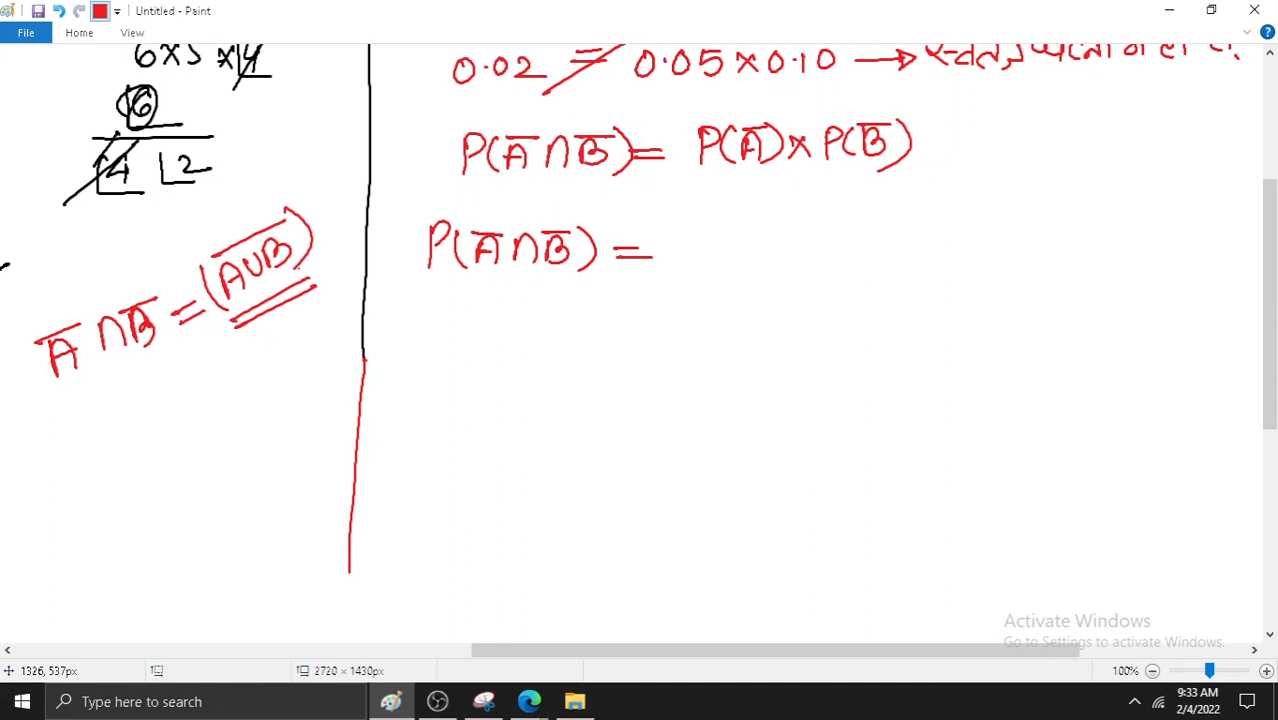 Untitled - Paint
File Home View
6×5 ×⌊4
⌊6
⌊4 ⌊2
0.02 = 0.05×0.10 →
P(A̅∩B̅)= P(A̅)× P(B̅)
P(A̅∩B̅) =
A̅∩B̅=(A̅∪̅B̅)
Activate Windows
Go to Settings to activate Windows.
1326, 537px
2720 × 1430px
100%
Type here to search
9:33 AM
2/4/2022